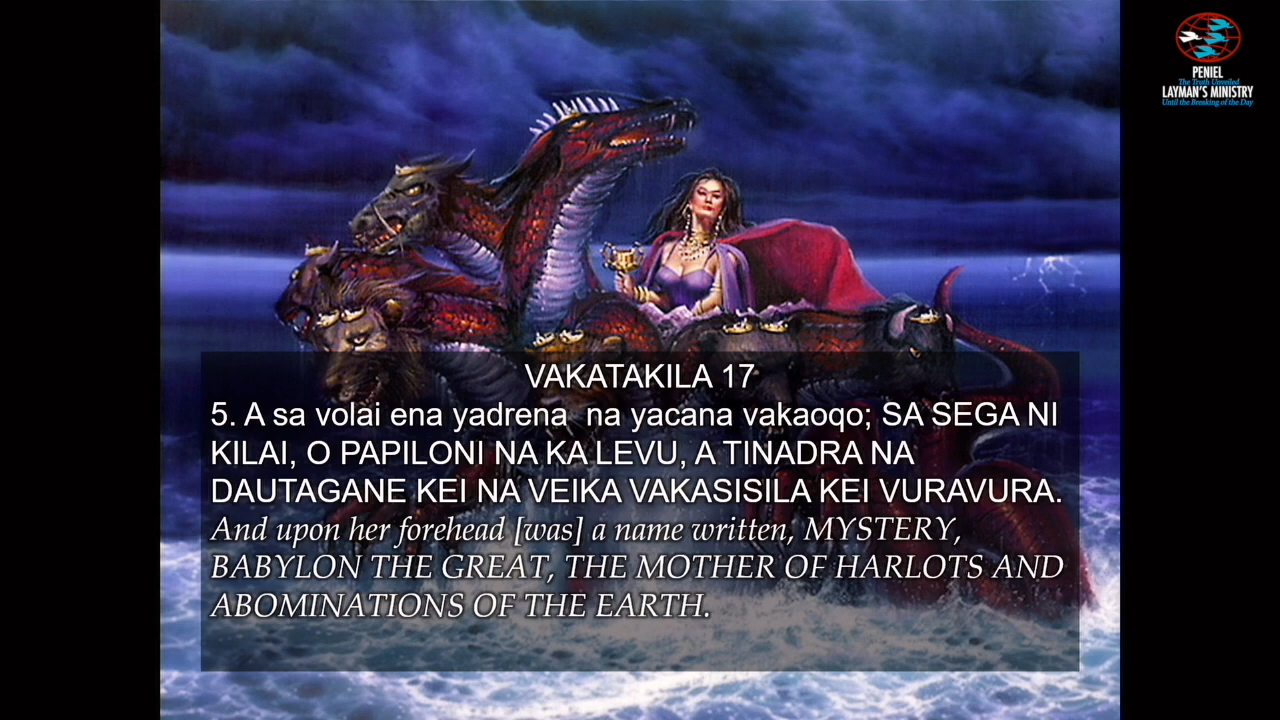 PENIEL
The Truth Unveiled
LAYMAN'S MINISTRY
Until the Breaking of the Day
VAKATAKILA 17
5. A sa volai ena yadrena na yacana vakaoqo; SA SEGA NI
KILAI, O PAPILONI NA KA LEVU, A TINADRA NA
DAUTAGANE KEI NA VEIKA VAKASISILA KEI VURAVURA.
And upon her forehead [was] a name written, MYSTERY,
BABYLON THE GREAT, THE MOTHER OF HARLOTS AND
ABOMINATIONS OF THE EARTH.